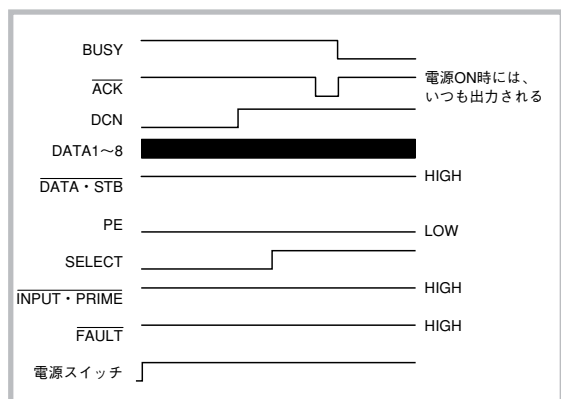 BUSY
ACK
電源ON時には、
いつも出力される
DCN
DATA1〜8
DATA・STB
HIGH
PE
LOW
SELECT
INPUT・PRIME
HIGH
FAULT
HIGH
電源スイッチ